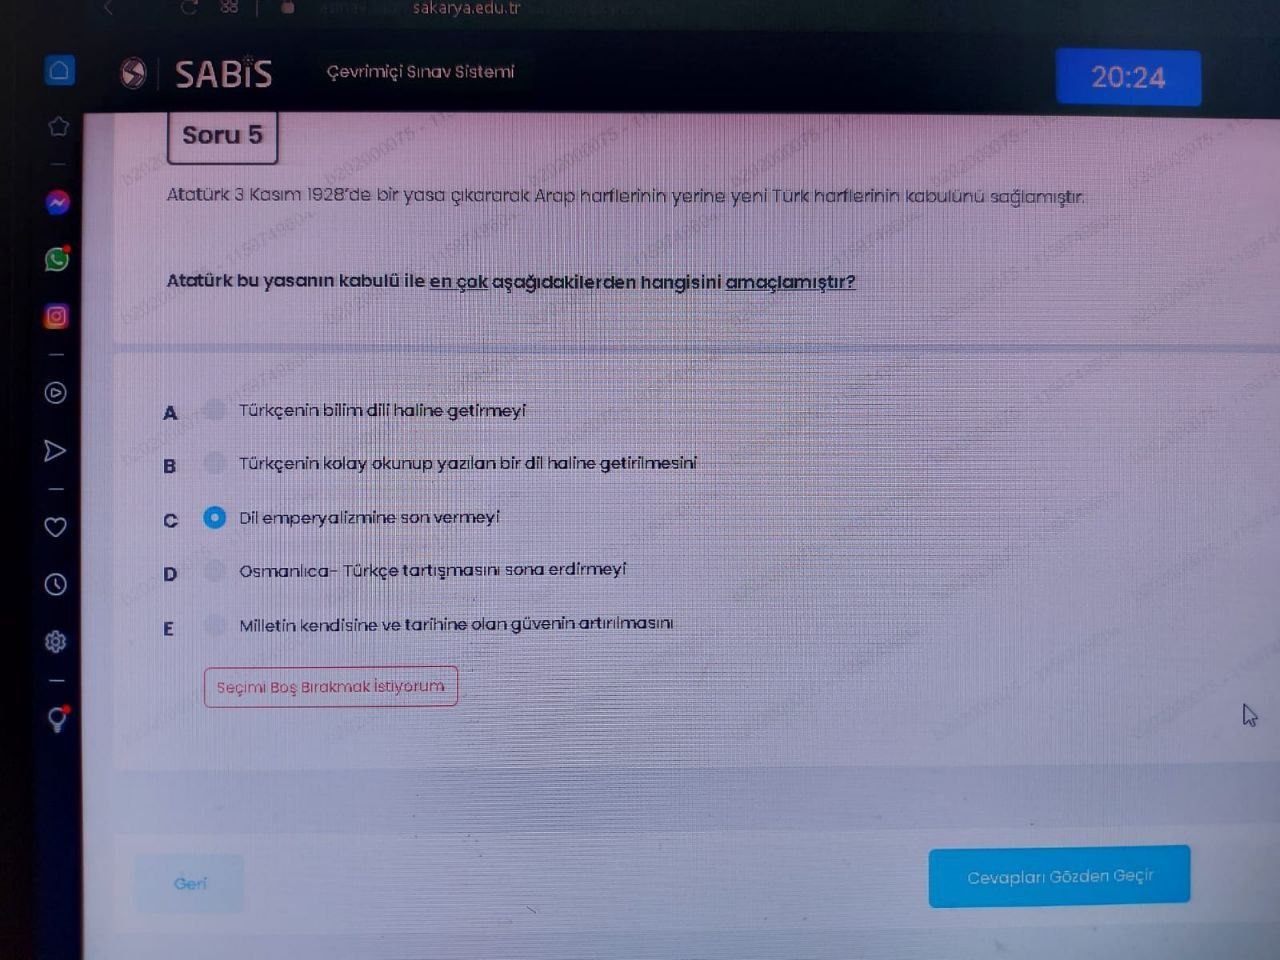 sakarya.edu.tr
SABİS
Çevrimiçi Sınav Sistemi
20:24
Soru 5
Atatürk 3 Kasım 1928'de bir yasa çıkararak Arap harflerinin yerine yeni Türk harflerinin kabulünü sağlamıştır.
Atatürk bu yasanın kabulü ile en çok aşağıdakilerden hangisini amaçlamıştır?
A Türkçenin bilim dili haline getirmeyi
B Türkçenin kolay okunup yazılan bir dil haline getirilmesini
C Dil emperyalizmine son vermeyi
D Osmanlıca- Türkçe tartışmasını sona erdirmeyi
E Milletin kendisine ve tarihine olan güvenin artırılmasını
Seçimi Boş Bırakmak İstiyorum
Geri
Cevapları Gözden Geçir